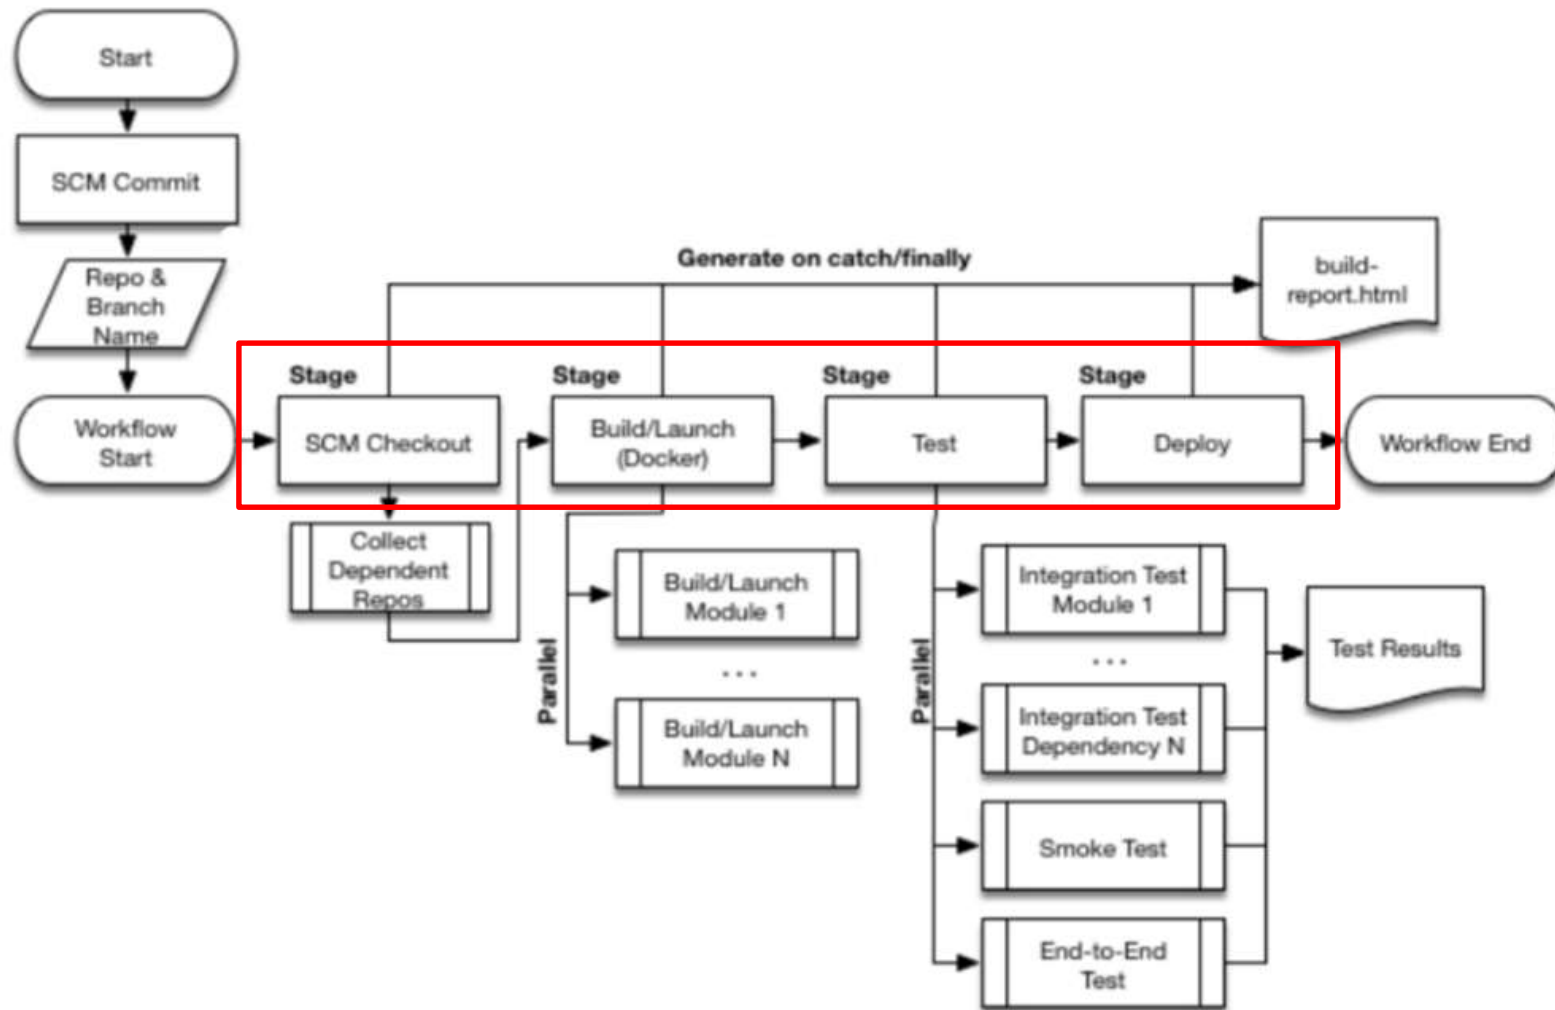 Start
SCM Commit
Repo &
Branch
Name
Workflow
Start
Generate on catch/finally
build-
report.html
Stage
SCM Checkout
Stage
Build/Launch
(Docker)
Stage
Test
Stage
Deploy
Workflow End
Collect
Dependent
Repos
Parallel
Build/Launch
Module 1
...
Build/Launch
Module N
Parallel
Integration Test
Module 1
...
Integration Test
Dependency N
Smoke Test
End-to-End
Test
Test Results